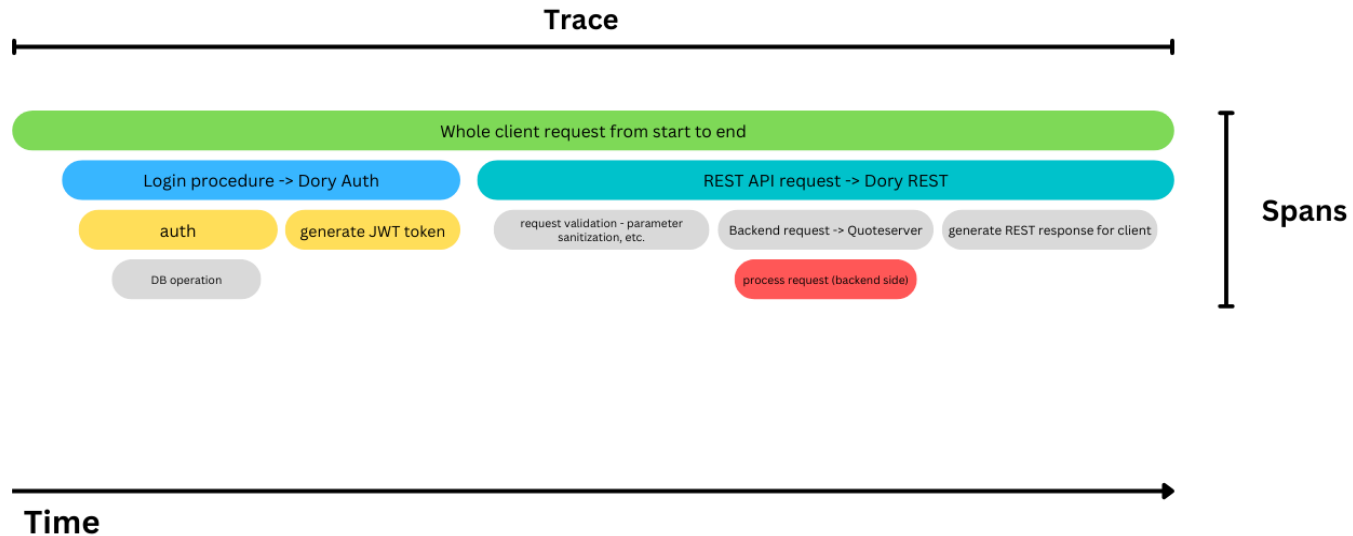 Trace
Whole client request from start to end
Login procedure -> Dory Auth
REST API request -> Dory REST
Spans
auth
generate JWT token
request validation - parameter
sanitization, etc.
Backend request -> Quoteserver
generate REST response for client
DB operation
process request (backend side)
Time